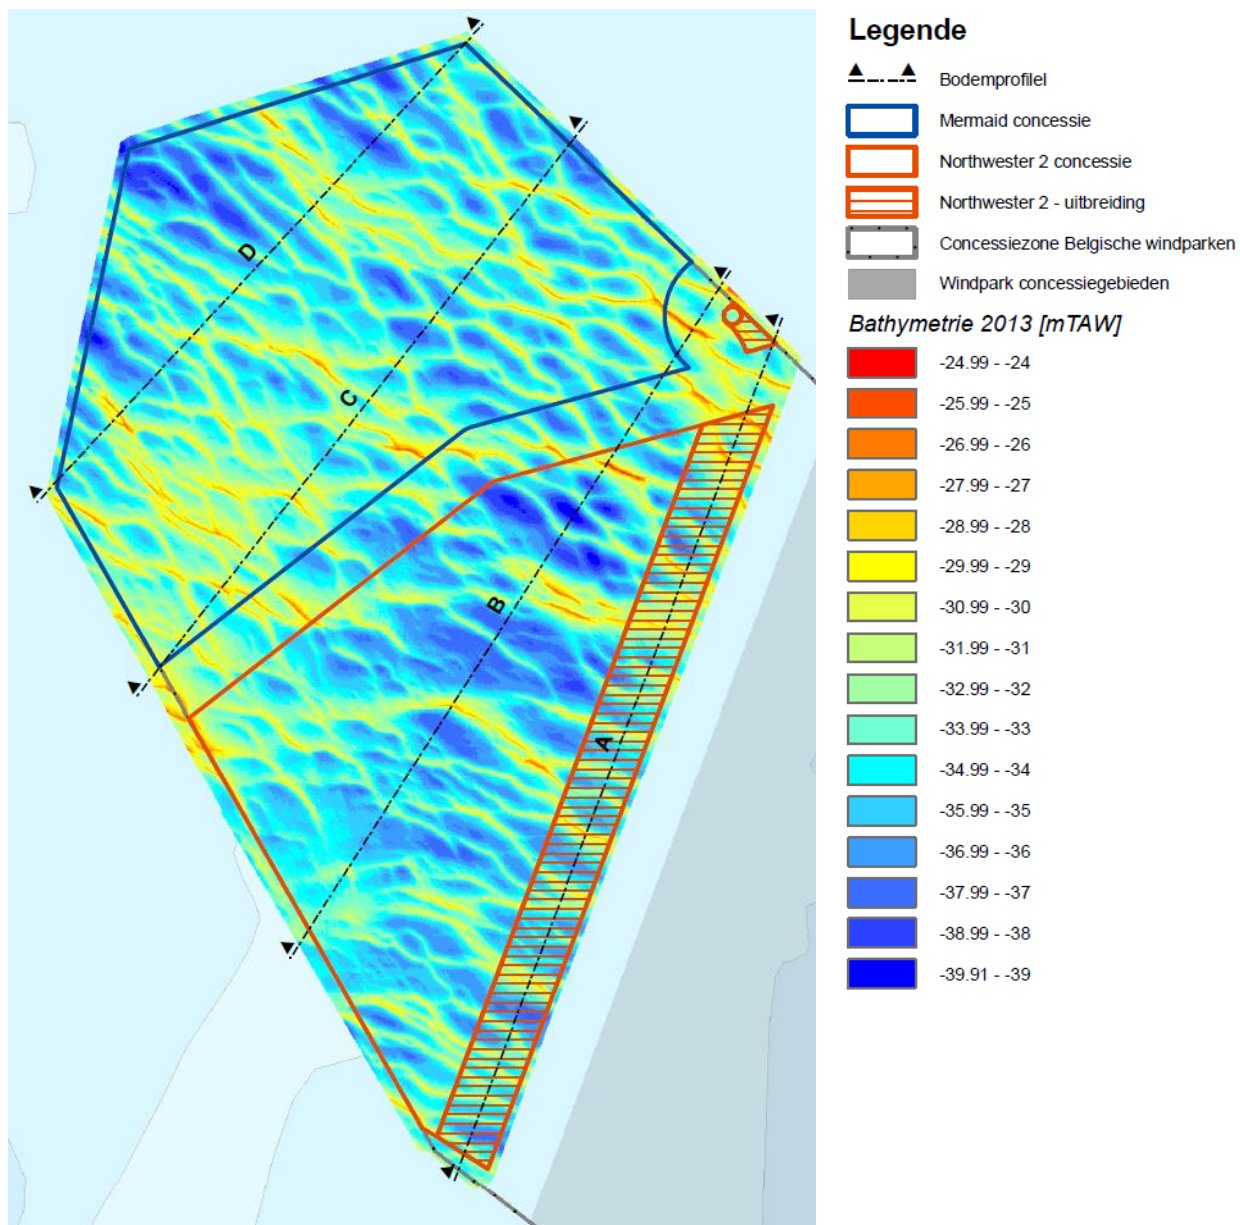 Legende
Bodemprofilel
Mermaid concessie
Northwester 2 concessie
Northwester 2 - uitbreiding
Concessiezone Belgische windparken
Windpark concessiegebieden
Bathymetrie 2013 [mTAW]
-24.99 - -24
-25.99 - -25
-26.99 - -26
-27.99 - -27
-28.99 - -28
-29.99 - -29
-30.99 - -30
-31.99 - -31
-32.99 - -32
-33.99 - -33
-34.99 - -34
-35.99 - -35
-36.99 - -36
-37.99 - -37
-38.99 - -38
-39.91 - -39
D
C
B
A